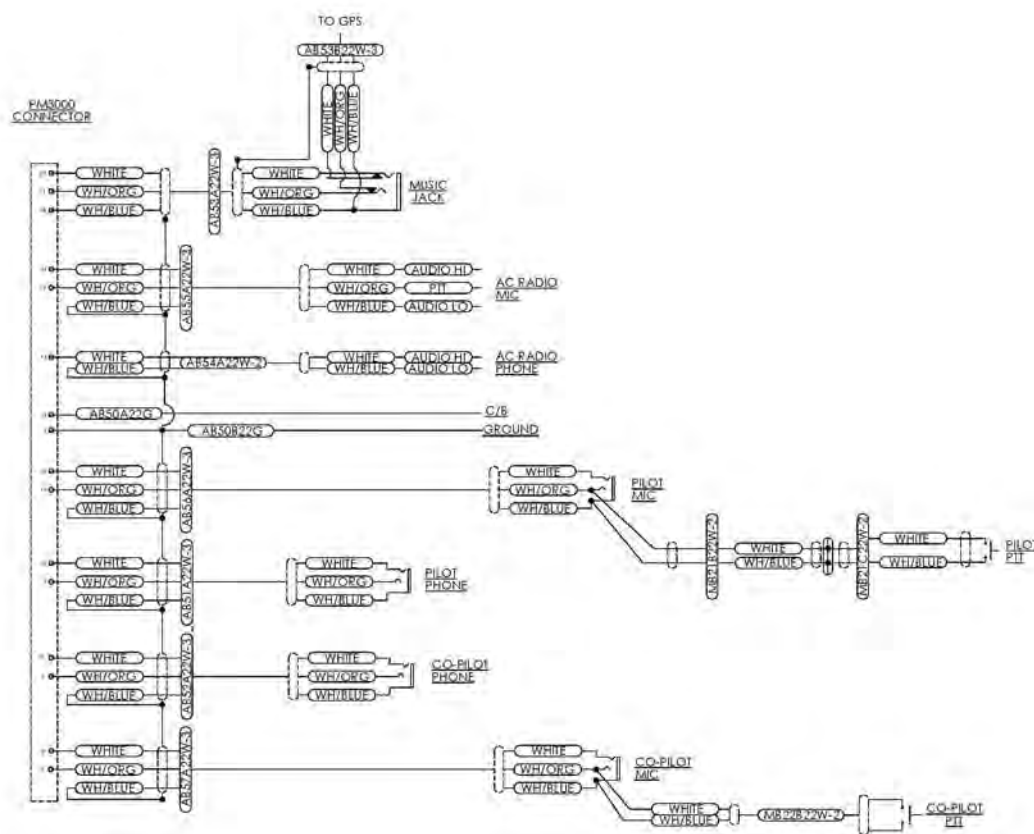 TO GPS
AB53B22W-3
WHITE
WH/ORG
WH/BLUE
PM3000
CONNECTOR
WHITE
WH/ORG
WH/BLUE
AB53A22W-3
WHITE
WH/ORG
WH/BLUE
MUSIC
JACK
WHITE
WH/ORG
WH/BLUE
AB55A22W-3
WHITE
WH/ORG
WH/BLUE
AUDIO HI
PTT
AUDIO LO
AC RADIO
MIC
WHITE
WH/BLUE
AB54A22W-2
WHITE
WH/BLUE
AUDIO HI
AUDIO LO
AC RADIO
PHONE
AB50A22G
C/B
AB50B22G
GROUND
WHITE
WH/ORG
WH/BLUE
AB56A22W-3
WHITE
WH/ORG
WH/BLUE
PILOT
MIC
MB21B22W-2
WHITE
WH/BLUE
MB21C22W-2
WHITE
WH/BLUE
PILOT
PTT
WHITE
WH/ORG
WH/BLUE
AB51A22W-3
WHITE
WH/ORG
WH/BLUE
PILOT
PHONE
WHITE
WH/ORG
WH/BLUE
AB52A22W-3
WHITE
WH/ORG
WH/BLUE
CO-PILOT
PHONE
WHITE
WH/ORG
WH/BLUE
AB57A22W-3
WHITE
WH/ORG
WH/BLUE
CO-PILOT
MIC
WHITE
WH/BLUE
MB22B22W-2
CO-PILOT
PTT